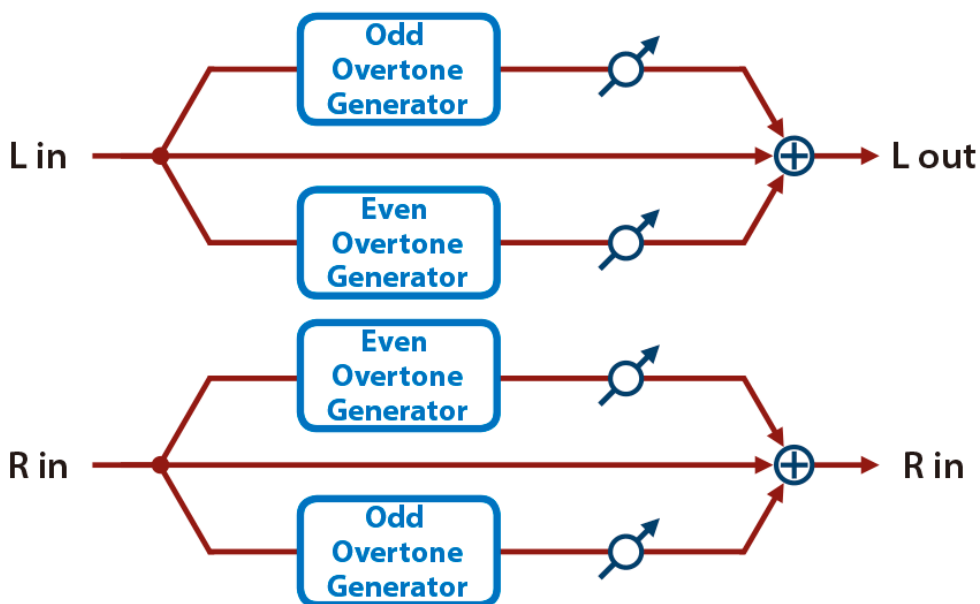 Odd
Overtone
Generator
L in
L out
Even
Overtone
Generator
Even
Overtone
Generator
R in
R in
Odd
Overtone
Generator